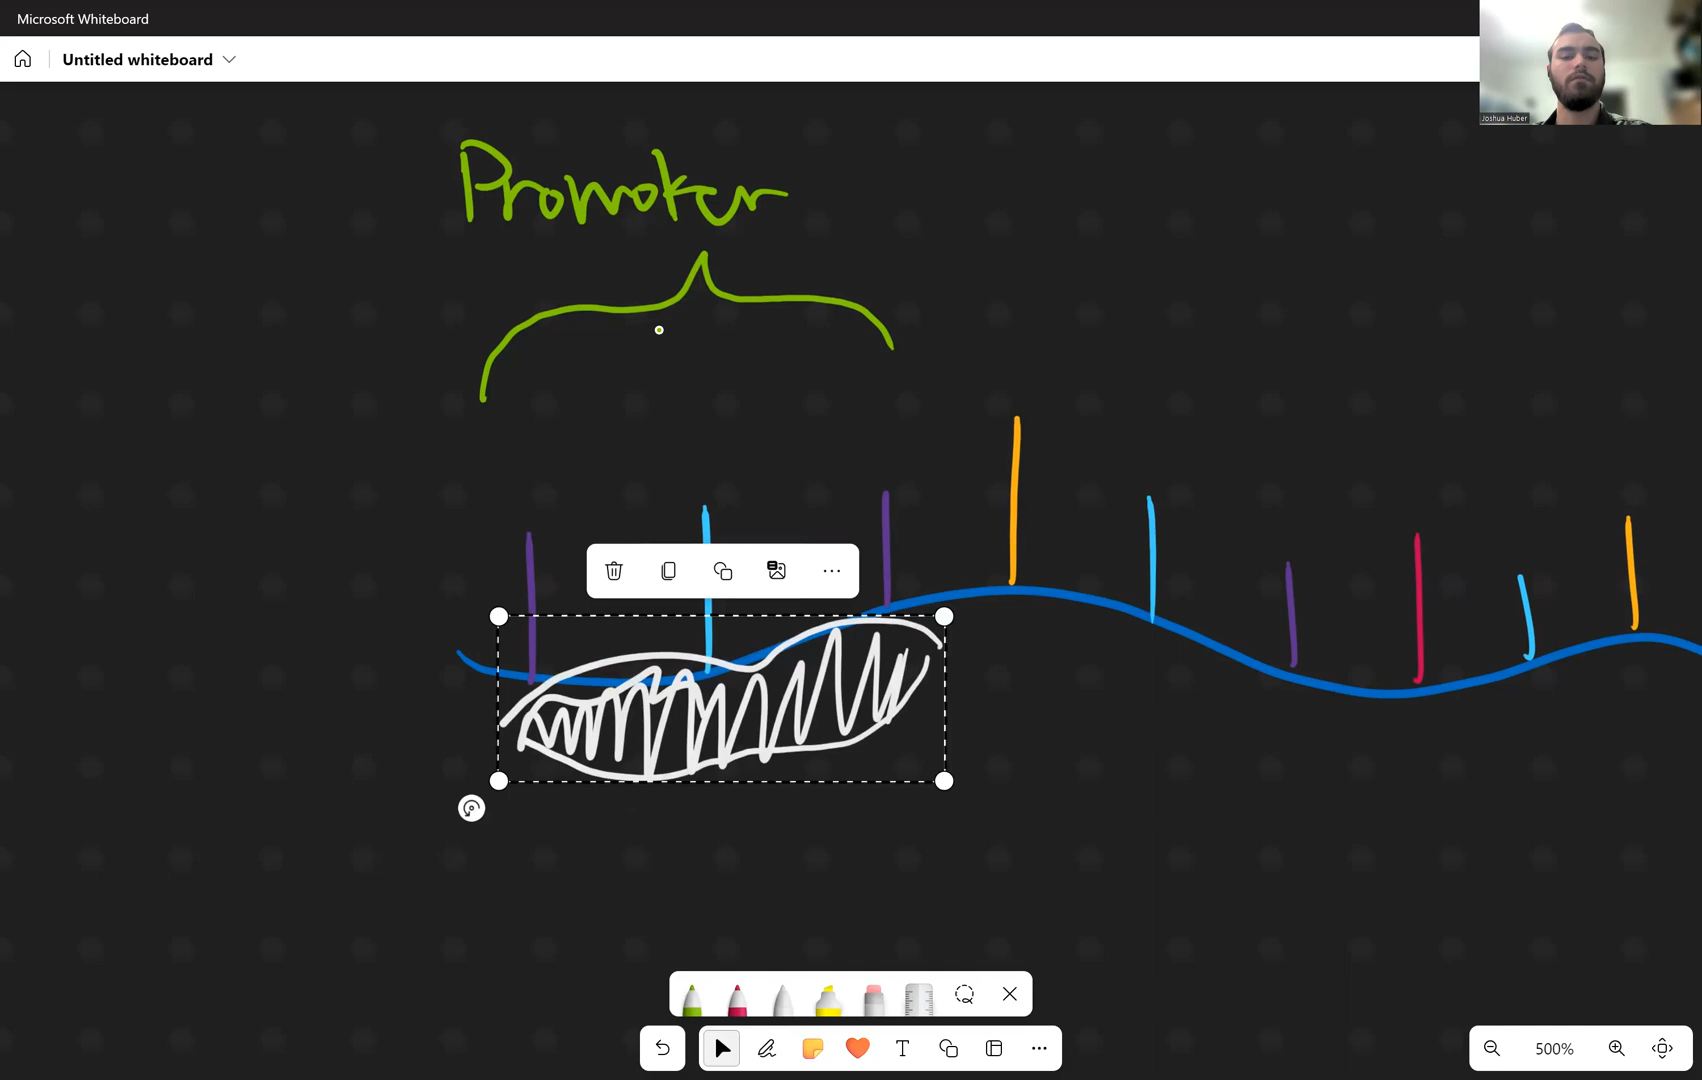 Microsoft Whiteboard
Untitled whiteboard
Joshua Huber
Promoter
500%